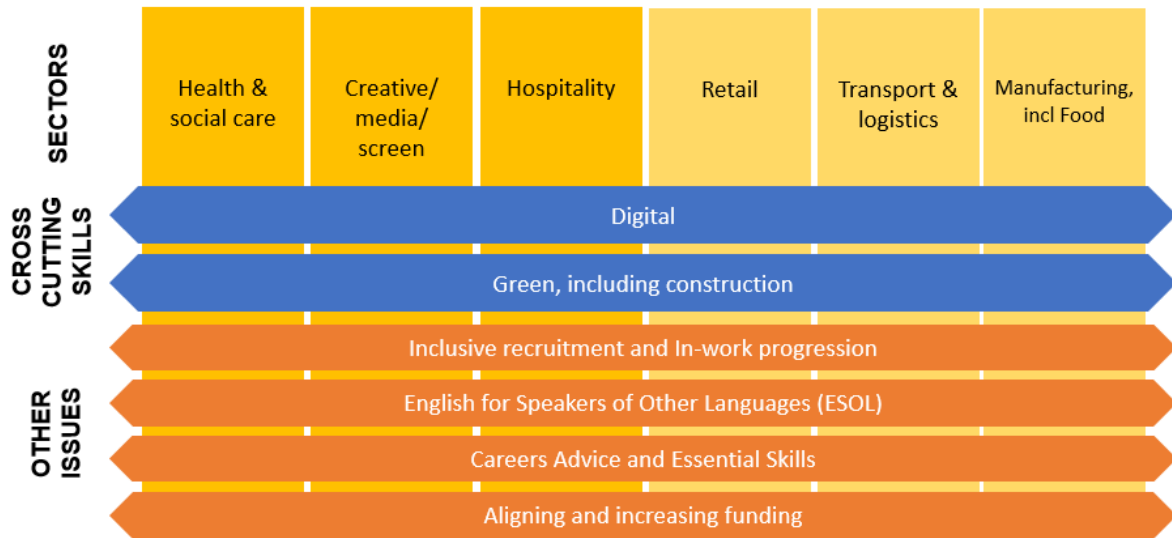 SECTORS
Health &
social care
Creative/
media/
screen
Hospitality
Retail
Transport &
logistics
Manufacturing,
incl Food
CROSS
CUTTING
SKILLS
Digital
Green, including construction
OTHER
ISSUES
Inclusive recruitment and In-work progression
English for Speakers of Other Languages (ESOL)
Careers Advice and Essential Skills
Aligning and increasing funding